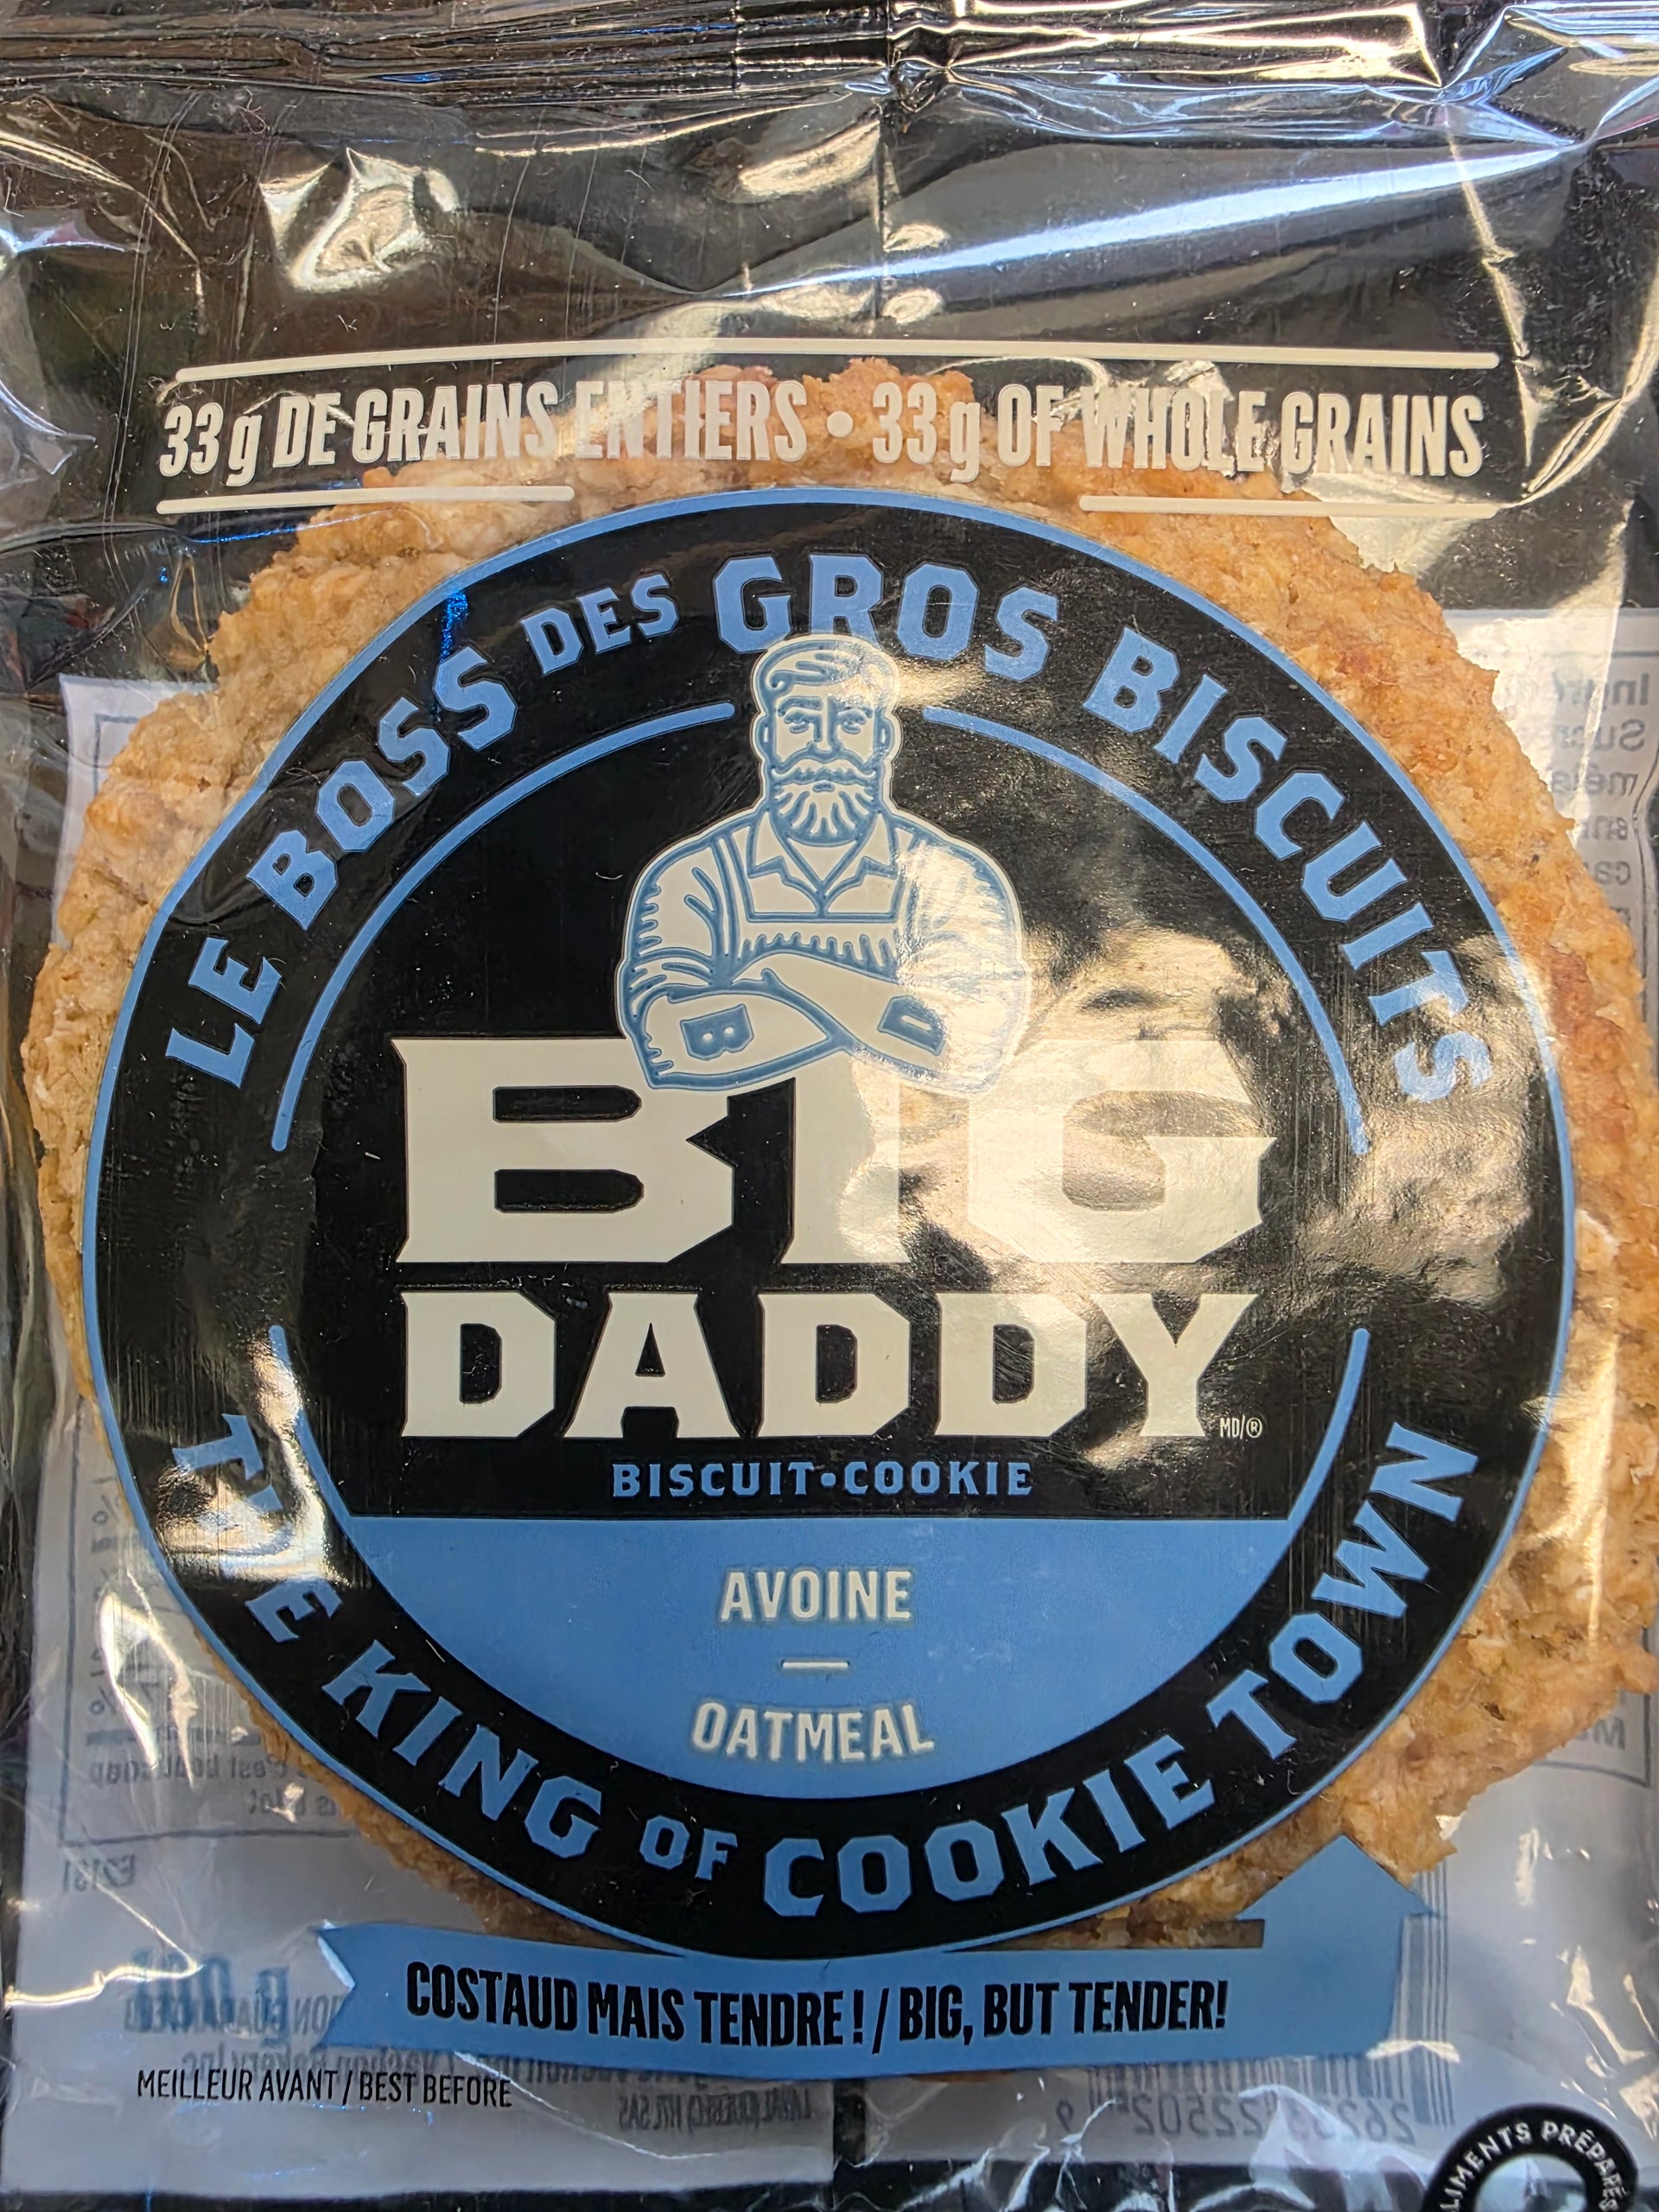 33 g DE GRAINS ENTIERS • 33 g OF WHOLE GRAINS
LE BOSS DES GROS BISCUITS
B D
BIG
DADDY
MD/®
BISCUIT•COOKIE
AVOINE
—
OATMEAL
THE KING OF COOKIE TOWN
COSTAUD MAIS TENDRE ! / BIG, BUT TENDER!
MEILLEUR AVANT / BEST BEFORE